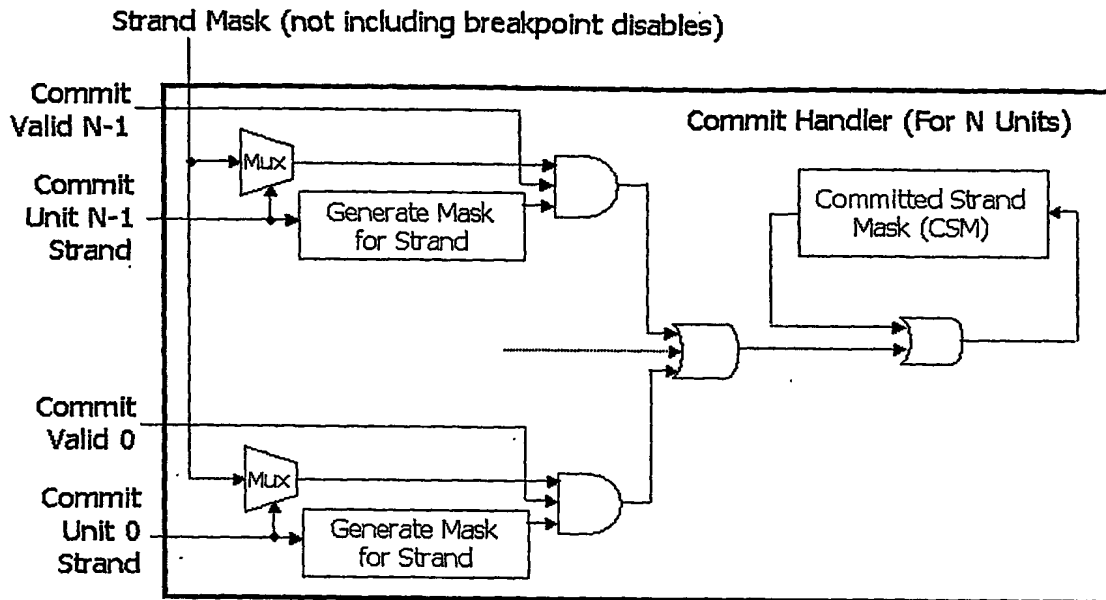 Strand Mask (not including breakpoint disables)
Commit
Valid N-1
Commit Handler (For N Units)
Mux
Commit
Unit N-1
Strand
Generate Mask
for Strand
Committed Strand
Mask (CSM)
Commit
Valid 0
Mux
Commit
Unit 0
Strand
Generate Mask
for Strand